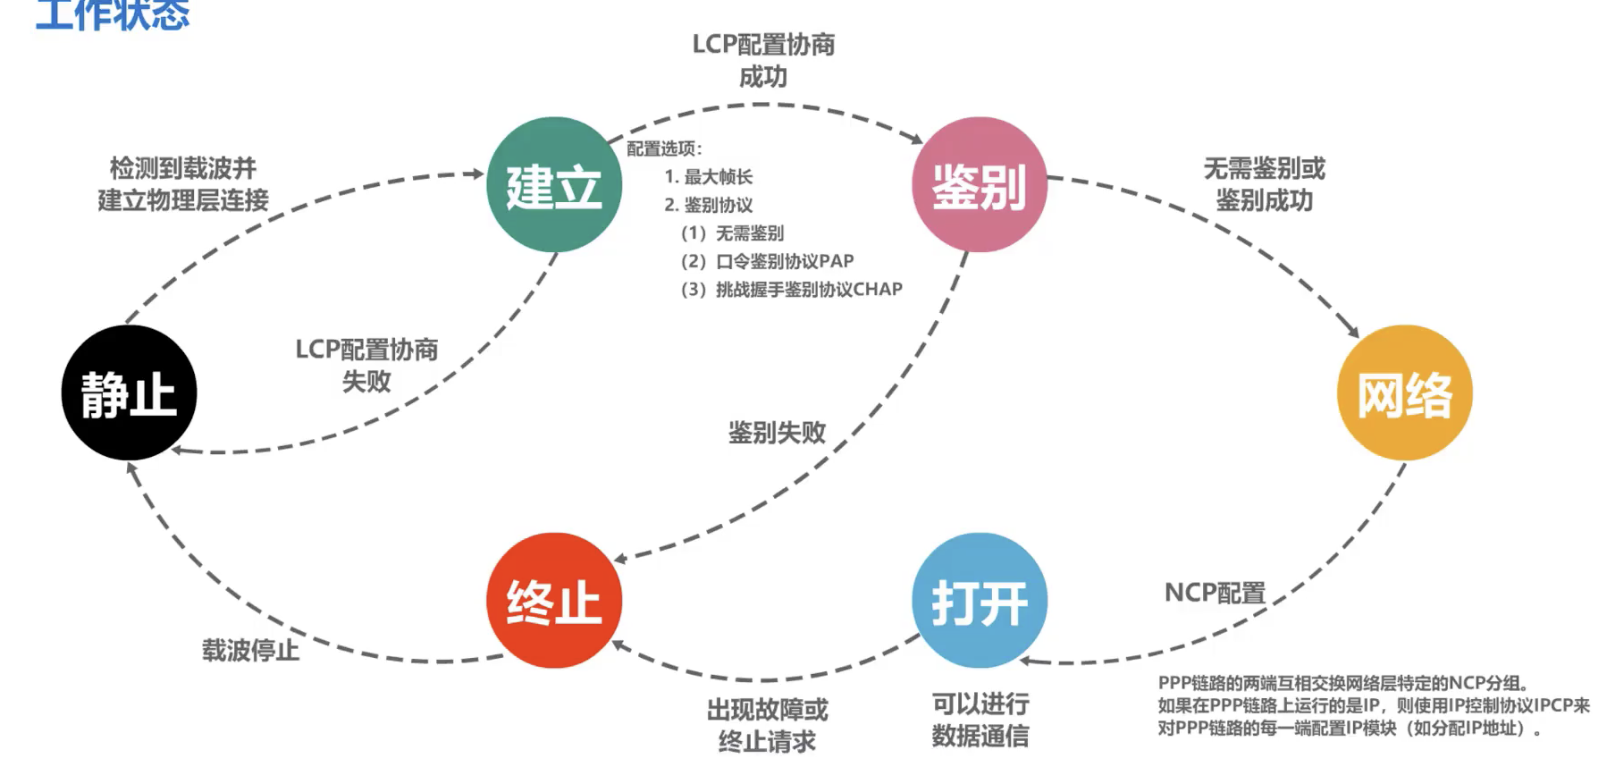 工作状态
LCP配置协商
成功
检测到载波并
建立物理层连接
建立
配置选项：
1. 最大帧长
2. 鉴别协议
（1）无需鉴别
（2）口令鉴别协议PAP
（3）挑战握手鉴别协议CHAP
鉴别
无需鉴别或
鉴别成功
静止
LCP配置协商
失败
鉴别失败
网络
终止
打开
NCP配置
载波停止
出现故障或
终止请求
可以进行
数据通信
PPP链路的两端互相交换网络层特定的NCP分组。
如果在PPP链路上运行的是IP，则使用IP控制协议IPCP来
对PPP链路的每一端配置IP模块（如分配IP地址）。